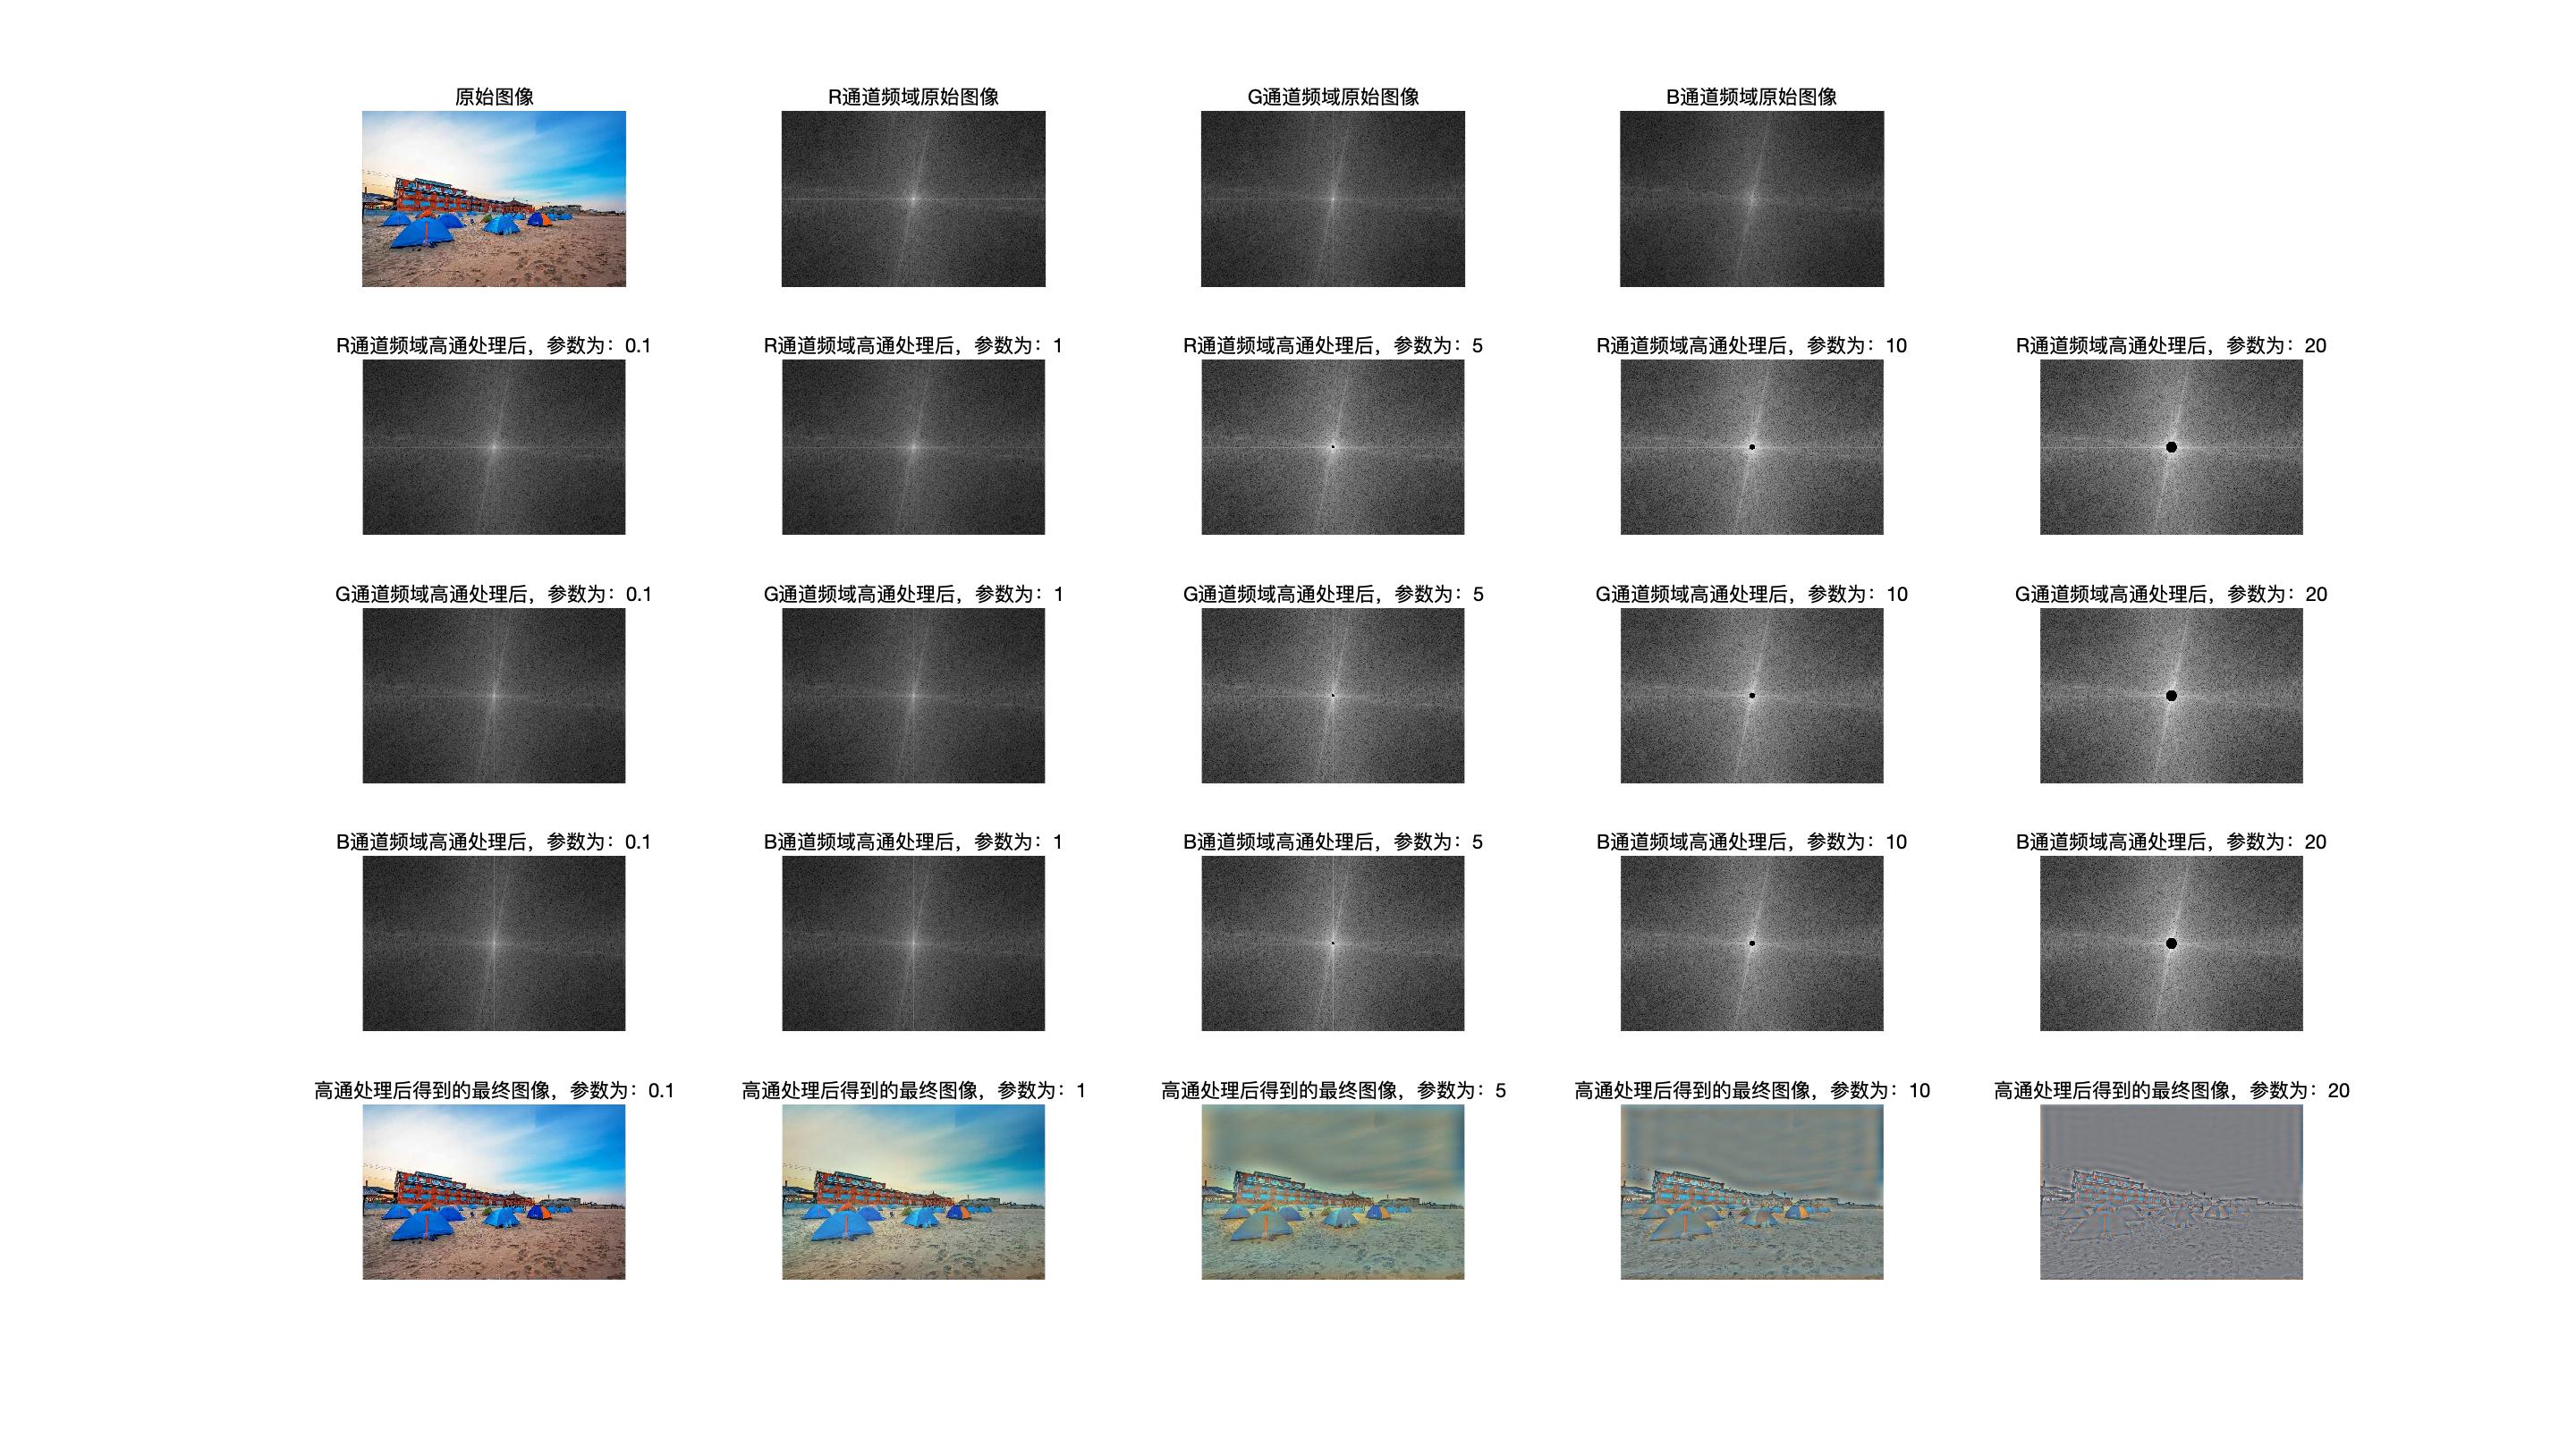 原始图像
R通道频域原始图像
G通道频域原始图像
B通道频域原始图像
R通道频域高通处理后，参数为：0.1
R通道频域高通处理后，参数为：1
R通道频域高通处理后，参数为：5
R通道频域高通处理后，参数为：10
R通道频域高通处理后，参数为：20
G通道频域高通处理后，参数为：0.1
G通道频域高通处理后，参数为：1
G通道频域高通处理后，参数为：5
G通道频域高通处理后，参数为：10
G通道频域高通处理后，参数为：20
B通道频域高通处理后，参数为：0.1
B通道频域高通处理后，参数为：1
B通道频域高通处理后，参数为：5
B通道频域高通处理后，参数为：10
B通道频域高通处理后，参数为：20
高通处理后得到的最终图像，参数为：0.1
高通处理后得到的最终图像，参数为：1
高通处理后得到的最终图像，参数为：5
高通处理后得到的最终图像，参数为：10
高通处理后得到的最终图像，参数为：20